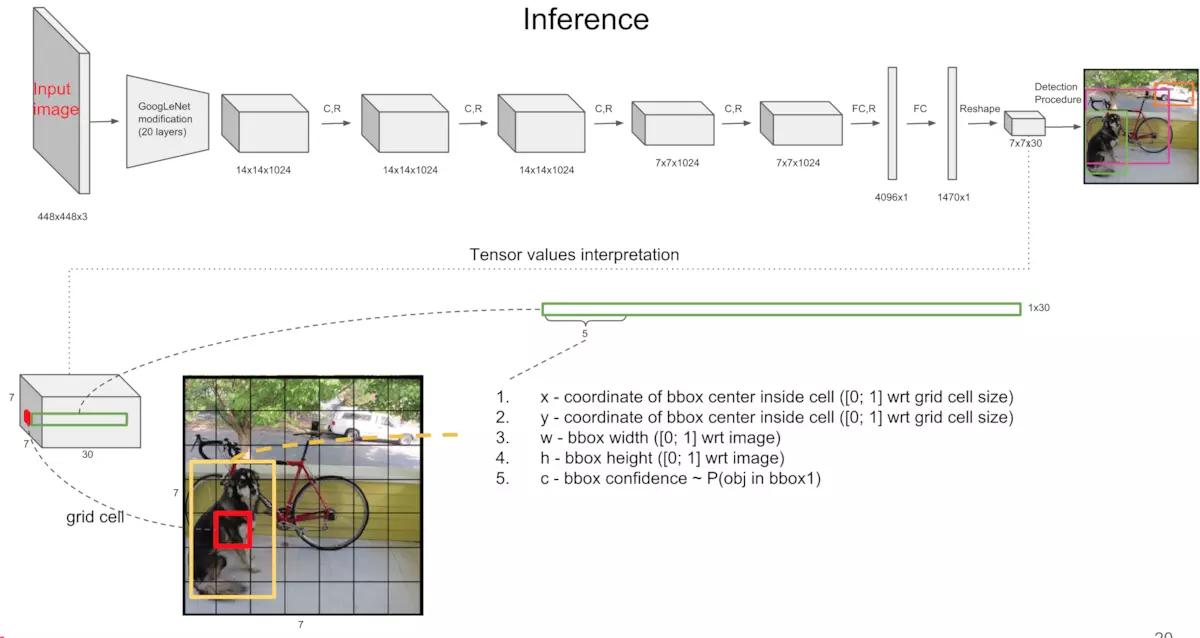 Inference
Input
image
448x448x3
GoogLeNet
modification
(20 layers)
14x14x1024
C,R
14x14x1024
C,R
14x14x1024
C,R
7x7x1024
C,R
7x7x1024
FC,R
4096x1
FC
1470x1
Reshape
7x7x30
Detection
Procedure
Tensor values interpretation
1x30
5
7
7
30
grid cell
7
7
1. x - coordinate of bbox center inside cell ([0; 1] wrt grid cell size)
2. y - coordinate of bbox center inside cell ([0; 1] wrt grid cell size)
3. w - bbox width ([0; 1] wrt image)
4. h - bbox height ([0; 1] wrt image)
5. c - bbox confidence ~ P(obj in bbox1)